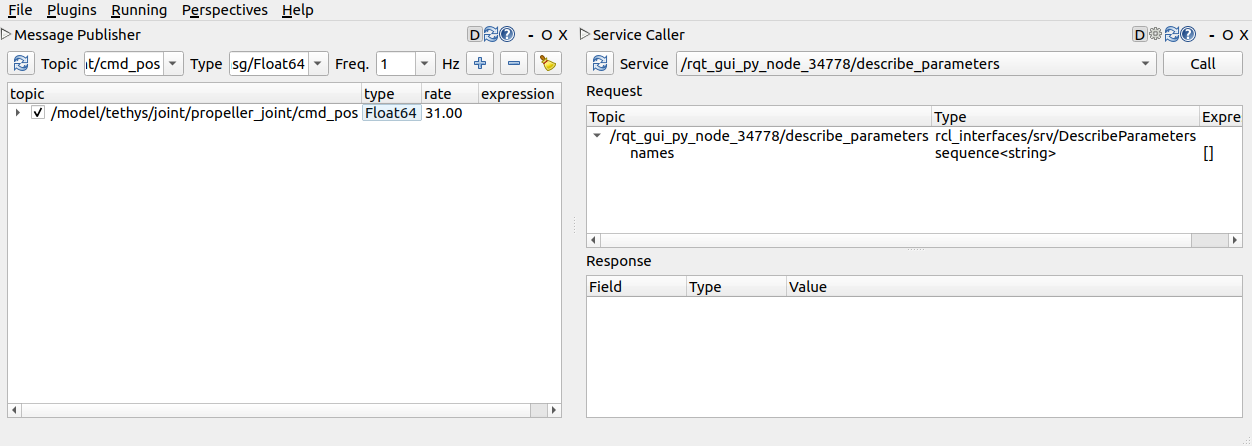 File Plugins Running Perspectives Help
Message Publisher D - O X
Topic nt/cmd_pos Type sg/Float64 Freq. 1 Hz
topic type rate expression
/model/tethys/joint/propeller_joint/cmd_pos Float64 31.00
Service Caller D - O X
Service /rqt_gui_py_node_34778/describe_parameters Call
Request
Topic Type Expre
/rqt_gui_py_node_34778/describe_parameters rcl_interfaces/srv/DescribeParameters
names sequence<string> []
Response
Field Type Value